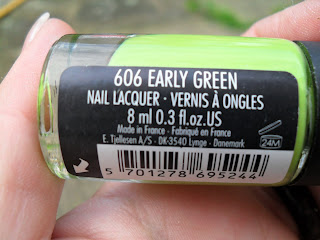 606 EARLY GREEN
NAIL LACQUER · VERNIS À ONGLES
8 ml 0.3 fl.oz.US
Made in France · Fabriqué en France
E. Tjellesen A/S · DK-3540 Lynge · Danemark
24M
5 701278 695244